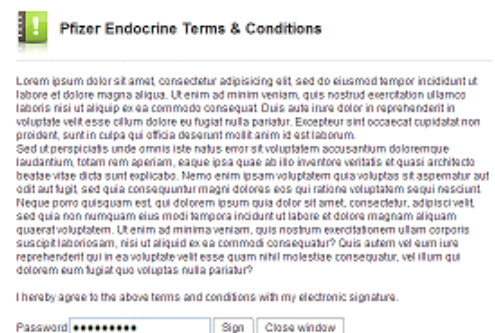 Pfizer Endocrine Terms & Conditions
Lorem ipsum dolor sit amet, consectetur adipisicing elit, sed do eiusmod tempor incididunt ut
labore et dolore magna aliqua. Ut enim ad minim veniam, quis nostrud exercitation ullamco
laboris nisi ut aliquip ex ea commodo consequat. Duis aute irure dolor in reprehenderit in
voluptate velit esse cillum dolore eu fugiat nulla pariatur. Excepteur sint occaecat cupidatat non
proident, sunt in culpa qui officia deserunt mollit anim id est laborum.
Sed ut perspiciatis unde omnis iste natus error sit voluptatem accusantium doloremque
laudantium, totam rem aperiam, eaque ipsa quae ab illo inventore veritatis et quasi architecto
beatae vitae dicta sunt explicabo. Nemo enim ipsam voluptatem quia voluptas sit aspernatur aut
odit aut fugit, sed quia consequuntur magni dolores eos qui ratione voluptatem sequi nesciunt.
Neque porro quisquam est, qui dolorem ipsum quia dolor sit amet, consectetur, adipisci velit,
sed quia non numquam eius modi tempora incidunt ut labore et dolore magnam aliquam
quaerat voluptatem. Ut enim ad minima veniam, quis nostrum exercitationem ullam corporis
suscipit laboriosam, nisi ut aliquid ex ea commodi consequatur? Quis autem vel eum iure
reprehenderit qui in ea voluptate velit esse quam nihil molestiae consequatur, vel illum qui
dolorem eum fugiat quo voluptas nulla pariatur?
I hereby agree to the above terms and conditions with my electronic signature.
Password ●●●●●●●●● Sign Close window